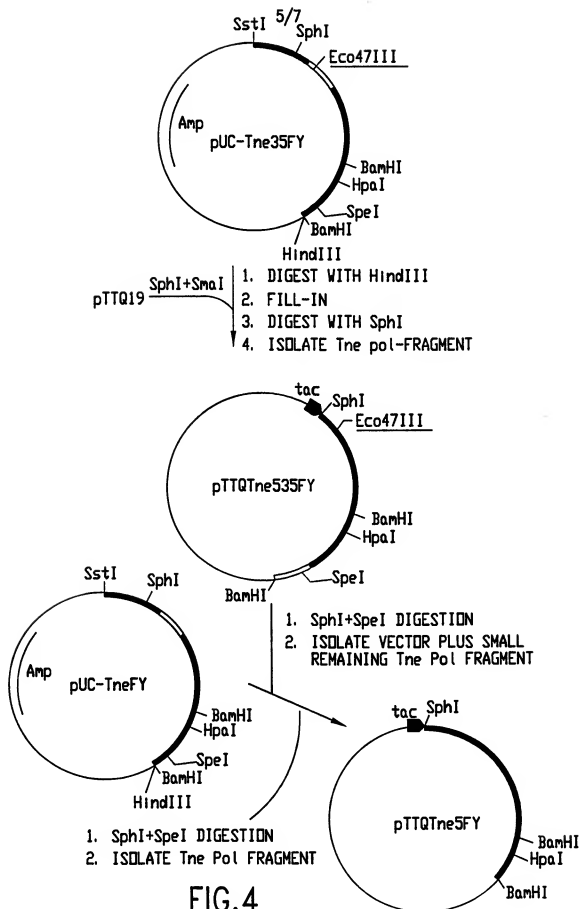 5/7
SstI
SphI
Eco47III
Amp
pUC-Tne35FY
BamHI
HpaI
SpeI
BamHI
HindIII
pTTQ19
SphI+SmaI
1. DIGEST WITH HindIII
2. FILL-IN
3. DIGEST WITH SphI
4. ISOLATE Tne pol-FRAGMENT
tac
SphI
Eco47III
pTTQTne535FY
BamHI
HpaI
SpeI
BamHI
1. SphI+SpeI DIGESTION
2. ISOLATE VECTOR PLUS SMALL
REMAINING Tne Pol FRAGMENT
SstI
SphI
Amp
pUC-TneFY
BamHI
HpaI
SpeI
BamHI
HindIII
1. SphI+SpeI DIGESTION
2. ISOLATE Tne Pol FRAGMENT
tac
SphI
pTTQTne5FY
BamHI
HpaI
BamHI
FIG.4